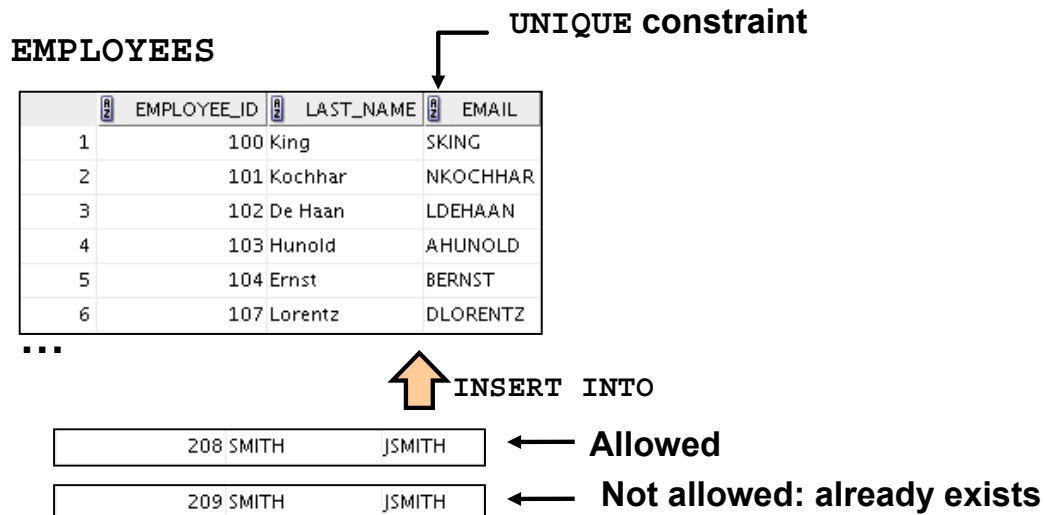 UNIQUE constraint
EMPLOYEES
EMPLOYEE_ID LAST_NAME EMAIL
1 100 King SKING
2 101 Kochhar NKOCHHAR
3 102 De Haan LDEHAAN
4 103 Hunold AHUNOLD
5 104 Ernst BERNST
6 107 Lorentz DLORENTZ
…
INSERT INTO
208 SMITH JSMITH Allowed
209 SMITH JSMITH Not allowed: already exists